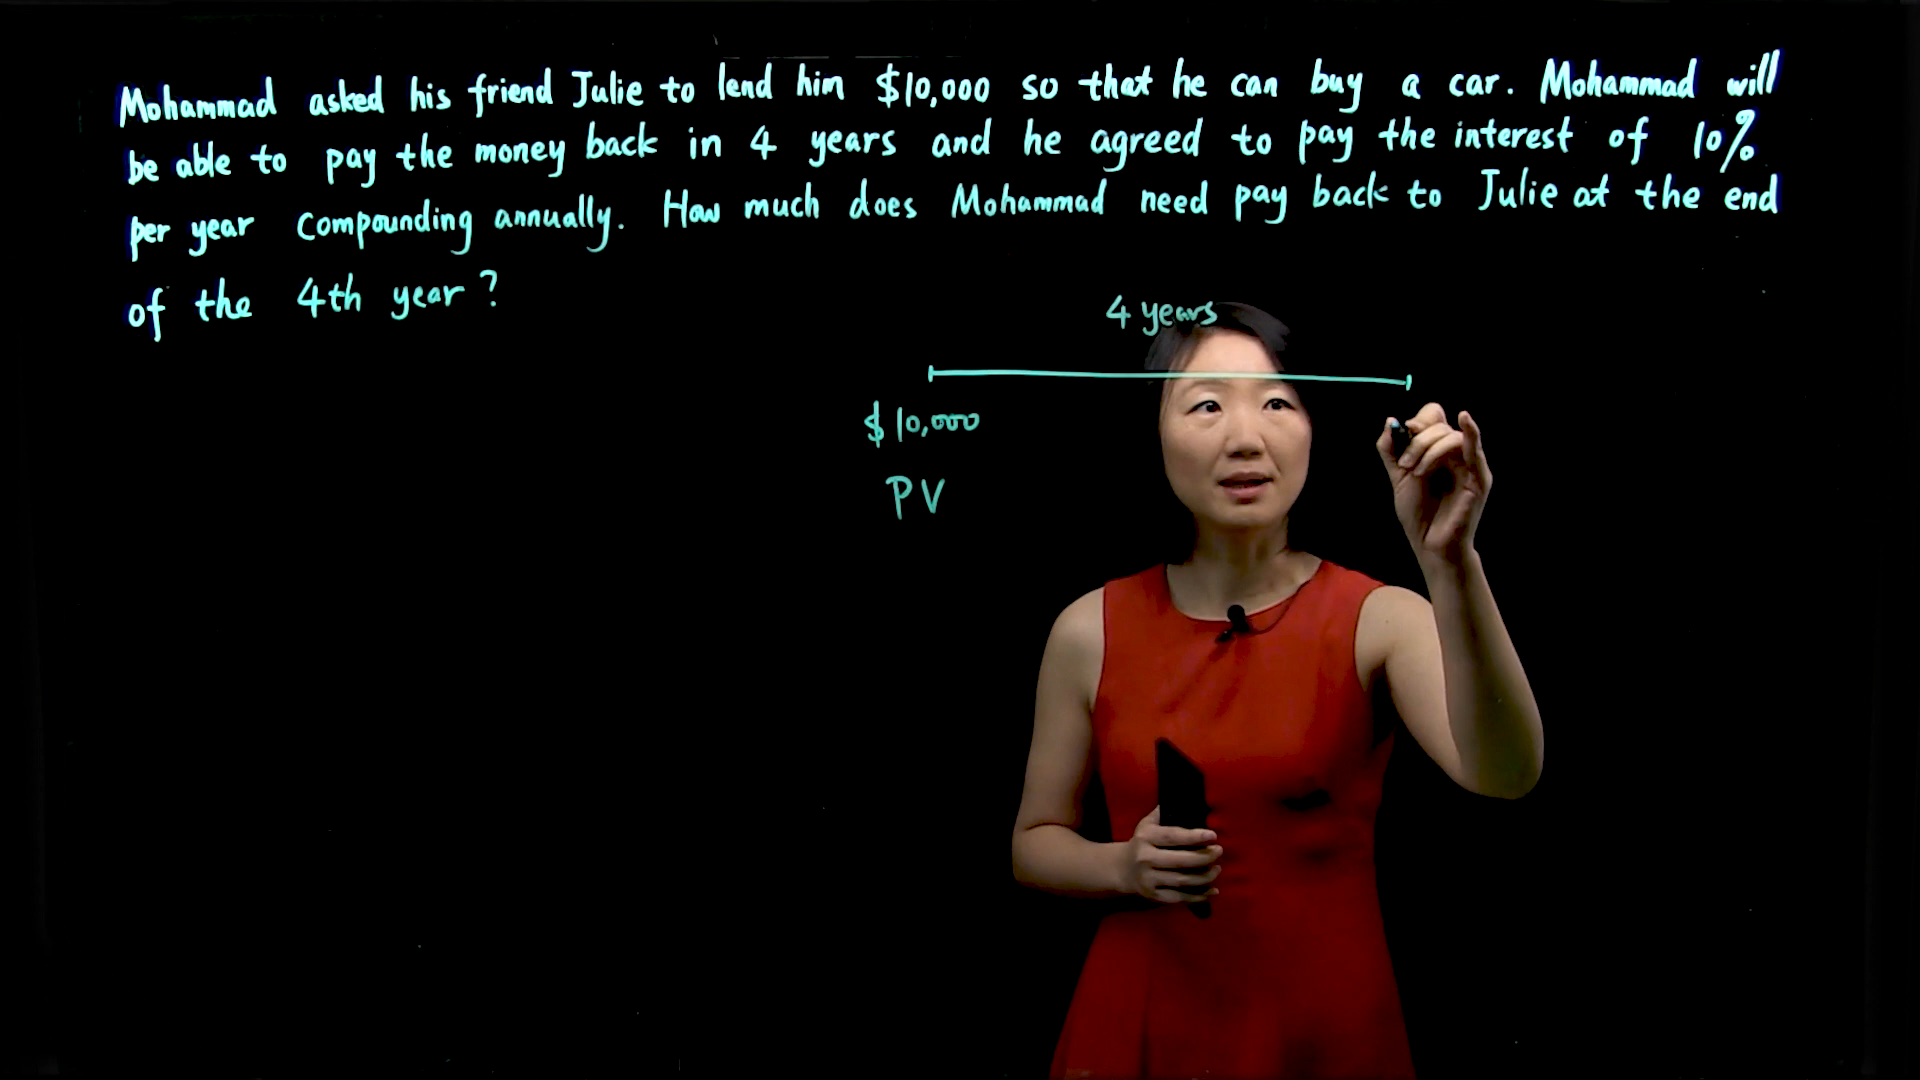 Mohammad asked his friend Julie to lend him $10,000 so that he can buy a car. Mohammad will
be able to pay the money back in 4 years and he agreed to pay the interest of 10%
per year compounding annually. How much does Mohammad need pay back to Julie at the end
of the 4th year?
4 years
$10,000
PV